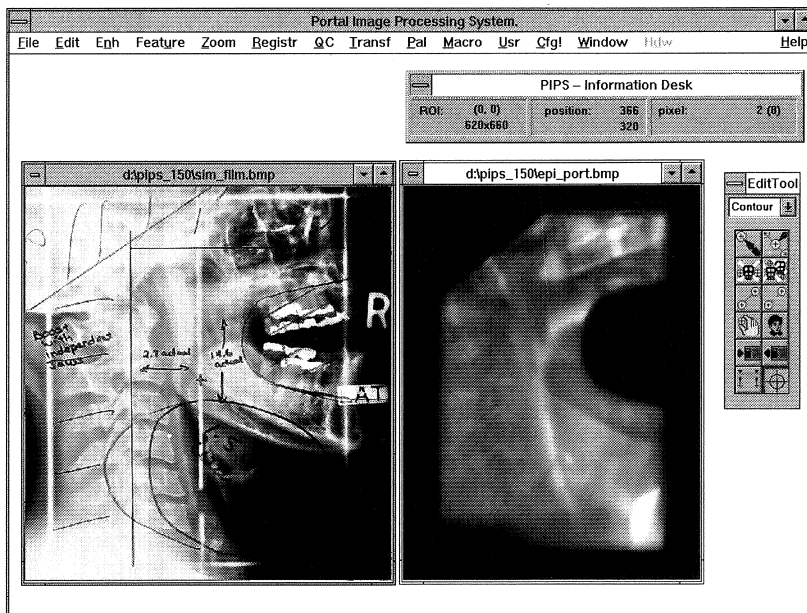 Portal Image Processing System.
File Edit Enh Feature Zoom Registr QC Transf Pal Macro Usr Cfg! Window Hdw Help
PIPS – Information Desk
ROI: (0, 0) position: 366 pixel: 2 (8)
620x660 320
d:\pips_150\sim_film.bmp
d:\pips_150\epi_port.bmp
EditTool
Contour
R
boost
with
independent
jaws
2.7 actual
14.6
actual